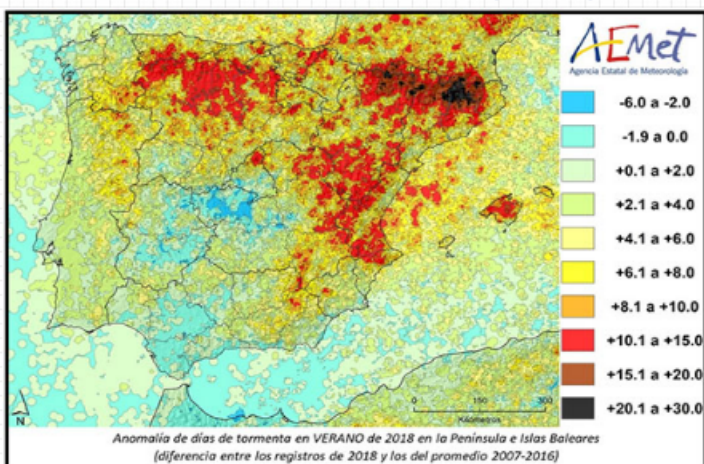 AEmet
Agencia Estatal de Meteorología
-6.0 a -2.0
-1.9 a 0.0
+0.1 a +2.0
+2.1 a +4.0
+4.1 a +6.0
+6.1 a +8.0
+8.1 a +10.0
+10.1 a +15.0
+15.1 a +20.0
+20.1 a +30.0
0 150 300
Kilómetros
N
Anomalía de días de tormenta en VERANO de 2018 en la Península e Islas Baleares
(diferencia entre los registros de 2018 y los del promedio 2007-2016)